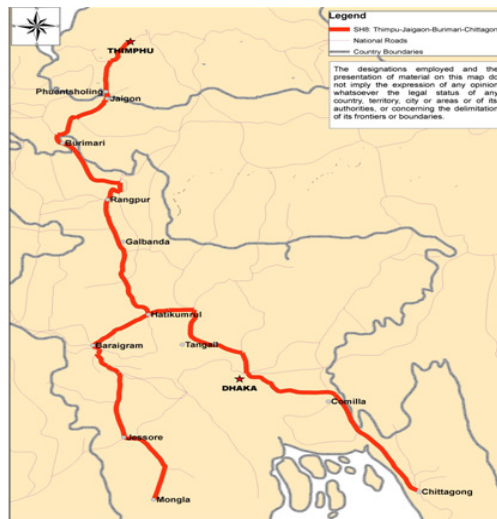 Legend
SH8: Thimpu-Jaigaon-Burimari-Chittagong
National Roads
Country Boundaries
The designations employed and the
presentation of material on this map do
not imply the expression of any opinion
whatsoever the legal status of any
country, territory, city or areas or of its
authorities, or concerning the delimitation
of its frontiers or boundaries.
THIMPHU
Phuentsholing
Jaigon
Burimari
Rangpur
Galbanda
Hatikumrul
Baraigram
Tangail
DHAKA
Comilla
Jessore
Mongla
Chittagong